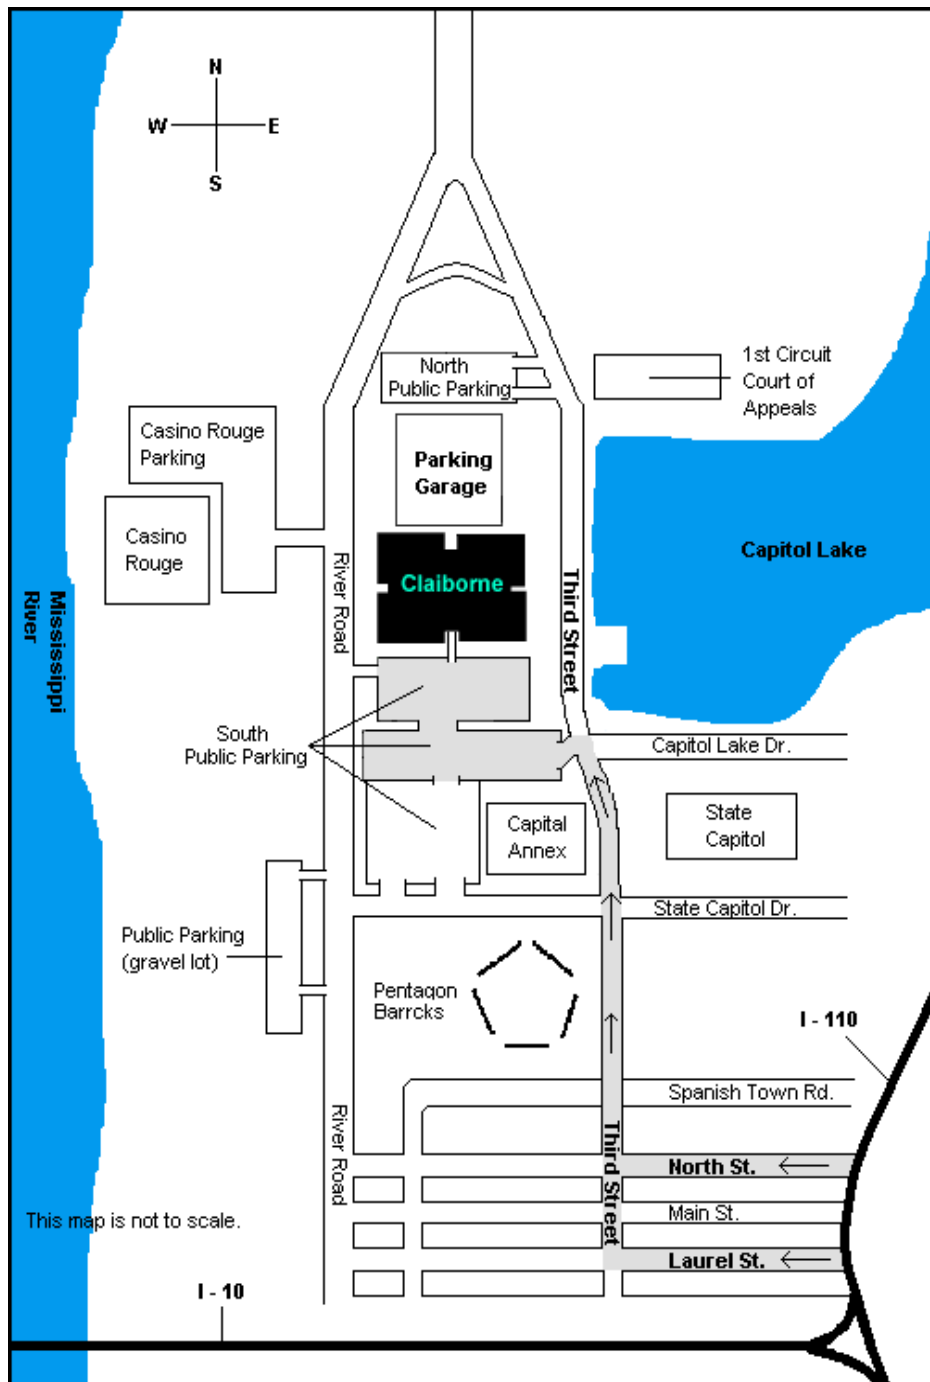 N
W E
S
North
Public Parking
1st Circuit
Court of
Appeals
Casino Rouge
Parking
Parking
Garage
Casino
Rouge
Capitol Lake
Claiborne
River Road
Third Street
Mississippi
River
South
Public Parking
Capitol Lake Dr.
Capital
Annex
State
Capitol
State Capitol Dr.
Public Parking
(gravel lot)
Pentagon
Barrcks
I - 110
Spanish Town Rd.
River Road
Third Street
North St.
Main St.
This map is not to scale.
Laurel St.
I - 10